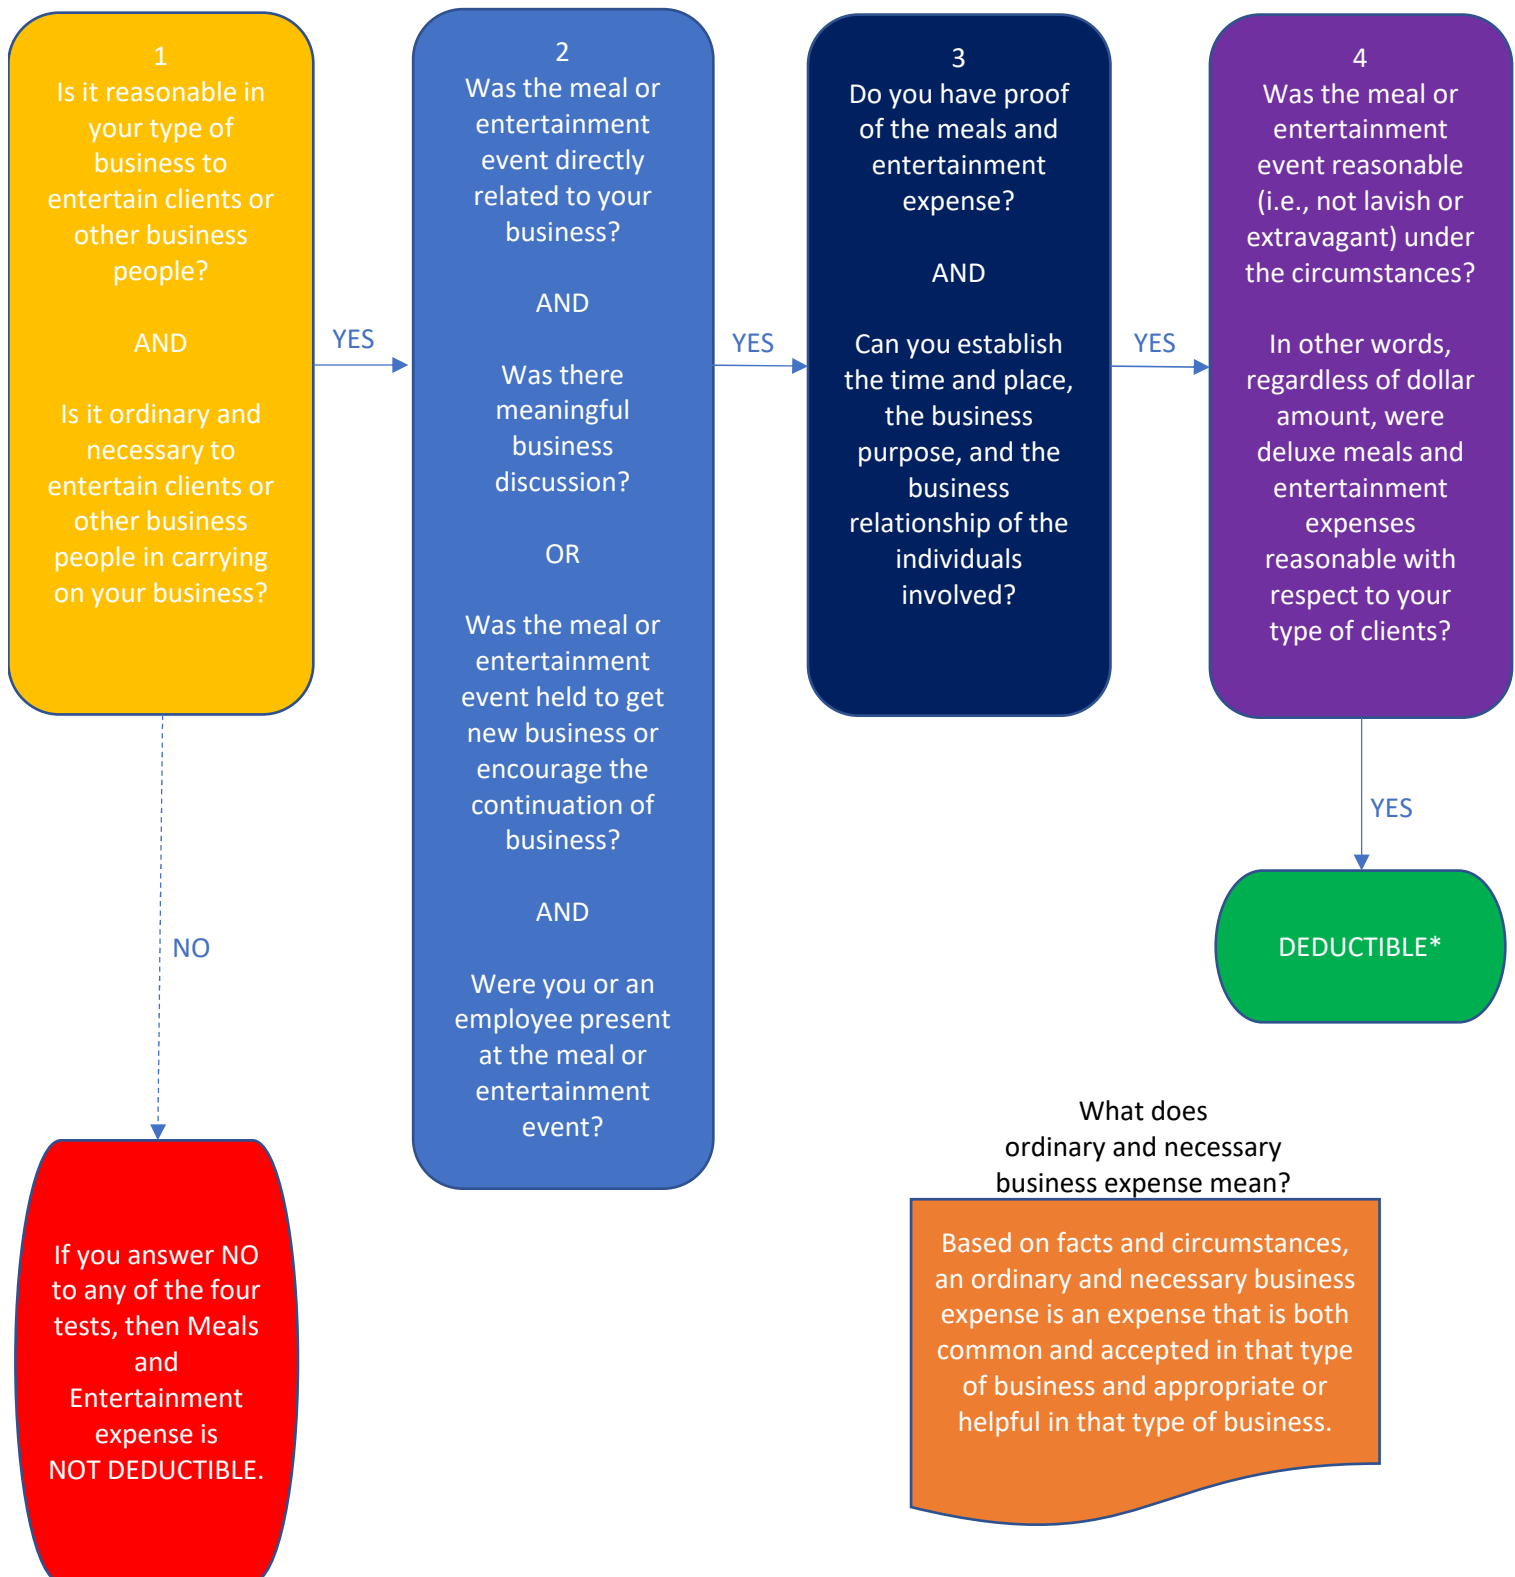 1
Is it reasonable in
your type of
business to
entertain clients or
other business
people?
AND
Is it ordinary and
necessary to
entertain clients or
other business
people in carrying
on your business?
YES
2
Was the meal or
entertainment
event directly
related to your
business?
AND
Was there
meaningful
business
discussion?
OR
Was the meal or
entertainment
event held to get
new business or
encourage the
continuation of
business?
AND
Were you or an
employee present
at the meal or
entertainment
event?
YES
3
Do you have proof
of the meals and
entertainment
expense?
AND
Can you establish
the time and place,
the business
purpose, and the
business
relationship of the
individuals
involved?
YES
4
Was the meal or
entertainment
event reasonable
(i.e., not lavish or
extravagant) under
the circumstances?
In other words,
regardless of dollar
amount, were
deluxe meals and
entertainment
expenses
reasonable with
respect to your
type of clients?
YES
DEDUCTIBLE*
NO
If you answer NO
to any of the four
tests, then Meals
and
Entertainment
expense is
NOT DEDUCTIBLE.
What does
ordinary and necessary
business expense mean?
Based on facts and circumstances,
an ordinary and necessary business
expense is an expense that is both
common and accepted in that type
of business and appropriate or
helpful in that type of business.